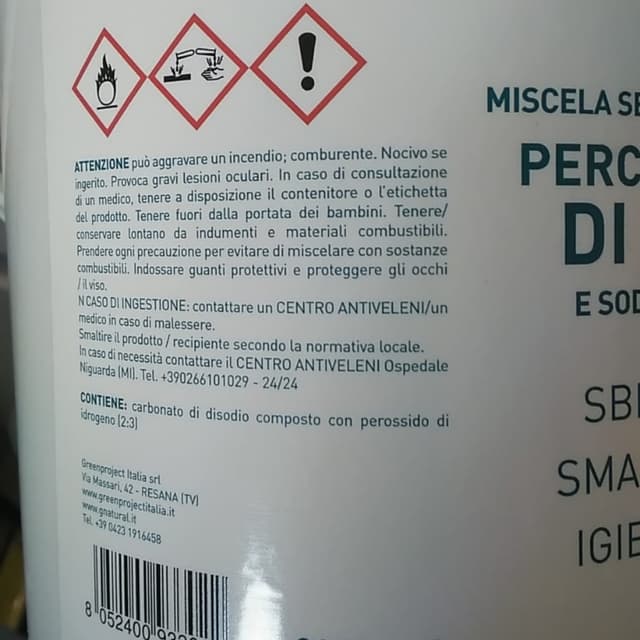 ATTENZIONE può aggravare un incendio; comburente. Nocivo se
ingerito. Provoca gravi lesioni oculari. In caso di consultazione
di un medico, tenere a disposizione il contenitore o l'etichetta
del prodotto. Tenere fuori dalla portata dei bambini. Tenere/
conservare lontano da indumenti e materiali combustibili.
Prendere ogni precauzione per evitare di miscelare con sostanze
combustibili. Indossare guanti protettivi e proteggere gli occhi
/ il viso.
N CASO DI INGESTIONE: contattare un CENTRO ANTIVELENI/un
medico in caso di malessere.
Smaltire il prodotto / recipiente secondo la normativa locale.
In caso di necessità contattare il CENTRO ANTIVELENI Ospedale
Niguarda (MI). Tel. +390266101029 - 24/24
CONTIENE: carbonato di disodio composto con perossido di
idrogeno (2:3)
Greenproject Italia srl
Via Massari, 42 - RESANA (TV)
www.greenprojectitalia.it
www.gnatural.it
Tel. +39 0423 1916458
8 052400
MISCELA SE
PERC
DI
E SOD
SBI
SMA
IGIE